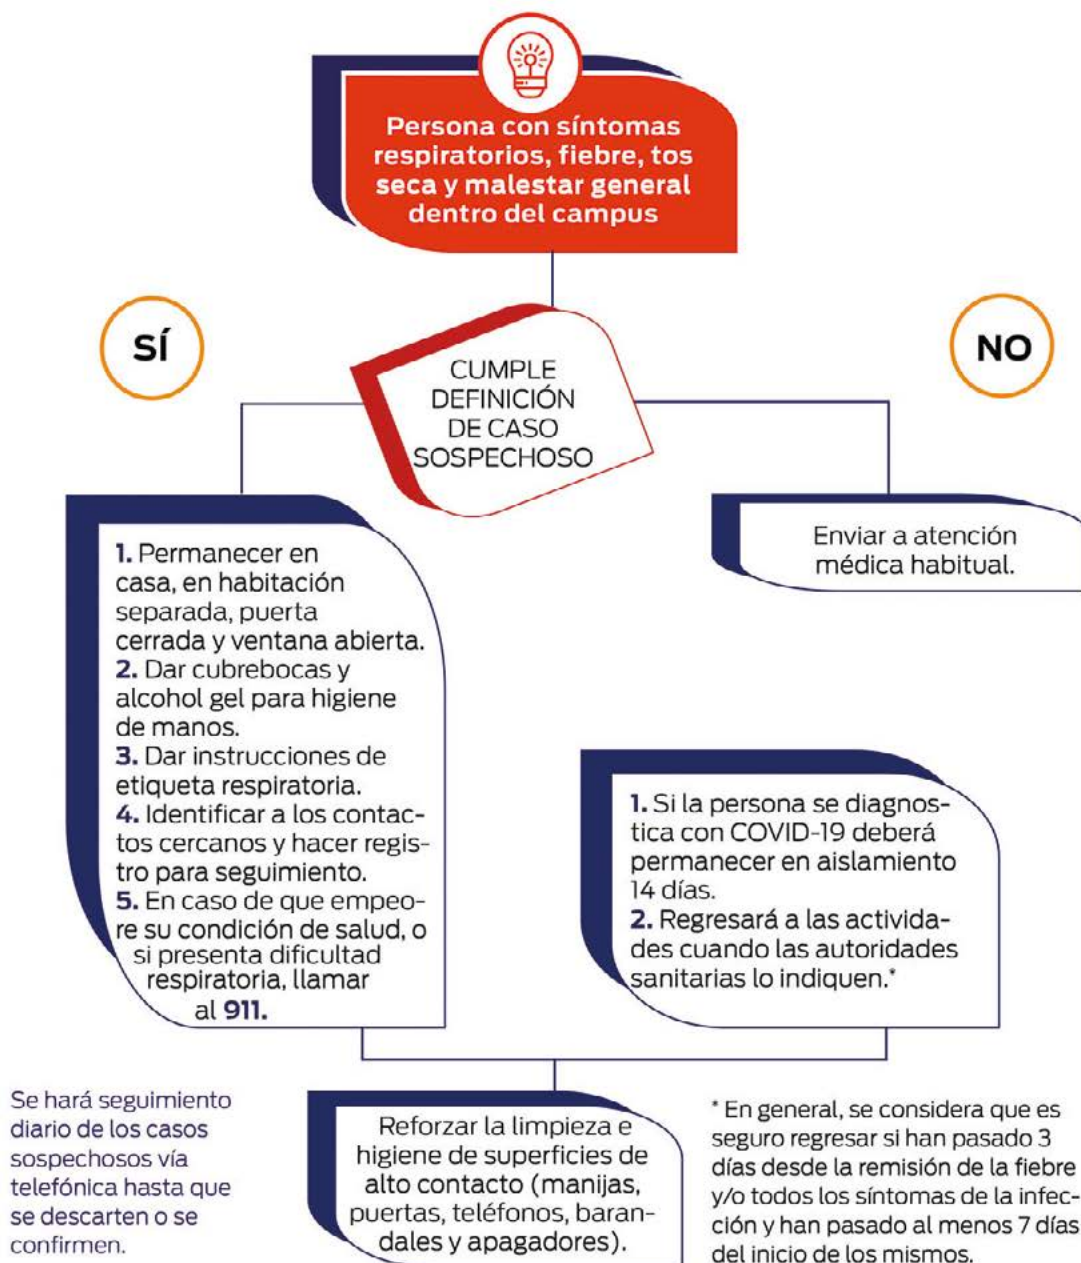 Persona con síntomas
respiratorios, fiebre, tos
seca y malestar general
dentro del campus
SÍ
NO
CUMPLE
DEFINICIÓN
DE CASO
SOSPECHOSO
1. Permanecer en
casa, en habitación
separada, puerta
cerrada y ventana abierta.
2. Dar cubrebocas y
alcohol gel para higiene
de manos.
3. Dar instrucciones de
etiqueta respiratoria.
4. Identificar a los contac-
tos cercanos y hacer regis-
tro para seguimiento.
5. En caso de que empeo-
re su condición de salud, o
si presenta dificultad
respiratoria, llamar
al 911.
Enviar a atención
médica habitual.
1. Si la persona se diagnos-
tica con COVID-19 deberá
permanecer en aislamiento
14 días.
2. Regresará a las activida-
des cuando las autoridades
sanitarias lo indiquen.*
Se hará seguimiento
diario de los casos
sospechosos vía
telefónica hasta que
se descarten o se
confirmen.
Reforzar la limpieza e
higiene de superficies de
alto contacto (manijas,
puertas, teléfonos, baran-
dales y apagadores).
* En general, se considera que es
seguro regresar si han pasado 3
días desde la remisión de la fiebre
y/o todos los síntomas de la infec-
ción y han pasado al menos 7 días
del inicio de los mismos.